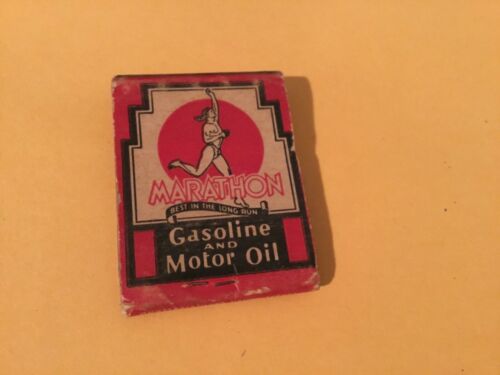 MARATHON
BEST IN THE LONG RUN
Gasoline
AND
Motor Oil